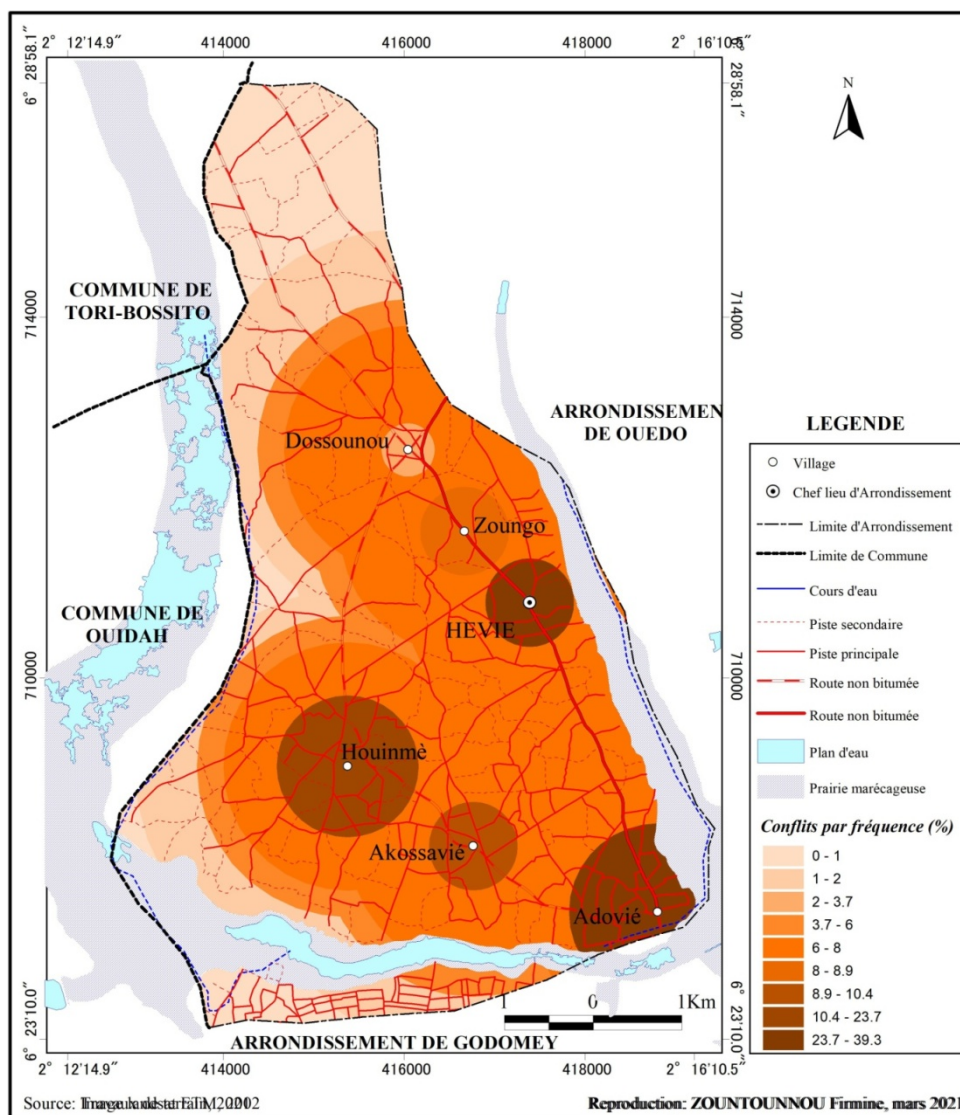 2° 12'14.9" 414000 416000 418000 2° 16'10.5"
6° 28'58.1" 28'58.1"
N
COMMUNE DE
TORI-BOSSITO
714000 714000
ARRONDISSEMEN
DE OUEDO
Dossounou
Zoungo
HEVIE
COMMUNE DE
OUIDAH
710000 710000
Houinmè
Akossavié
Adovié
1 0 1Km
ARRONDISSEMENT DE GODOMEY
6° 23'10.0" 6° 23'10.0"
2° 12'14.9" 414000 416000 418000 2° 16'10.5"
LEGENDE
Village
Chef lieu d'Arrondissement
Limite d'Arrondissement
Limite de Commune
Cours d'eau
Piste secondaire
Piste principale
Route non bitumée
Route non bitumée
Plan d'eau
Prairie marécageuse
Conflits par fréquence (%)
0 - 1
1 - 2
2 - 3.7
3.7 - 6
6 - 8
8 - 8.9
8.9 - 10.4
10.4 - 23.7
23.7 - 39.3
Source: Reproduction: ZOUNTOUNNOU Firmine, mars 2021